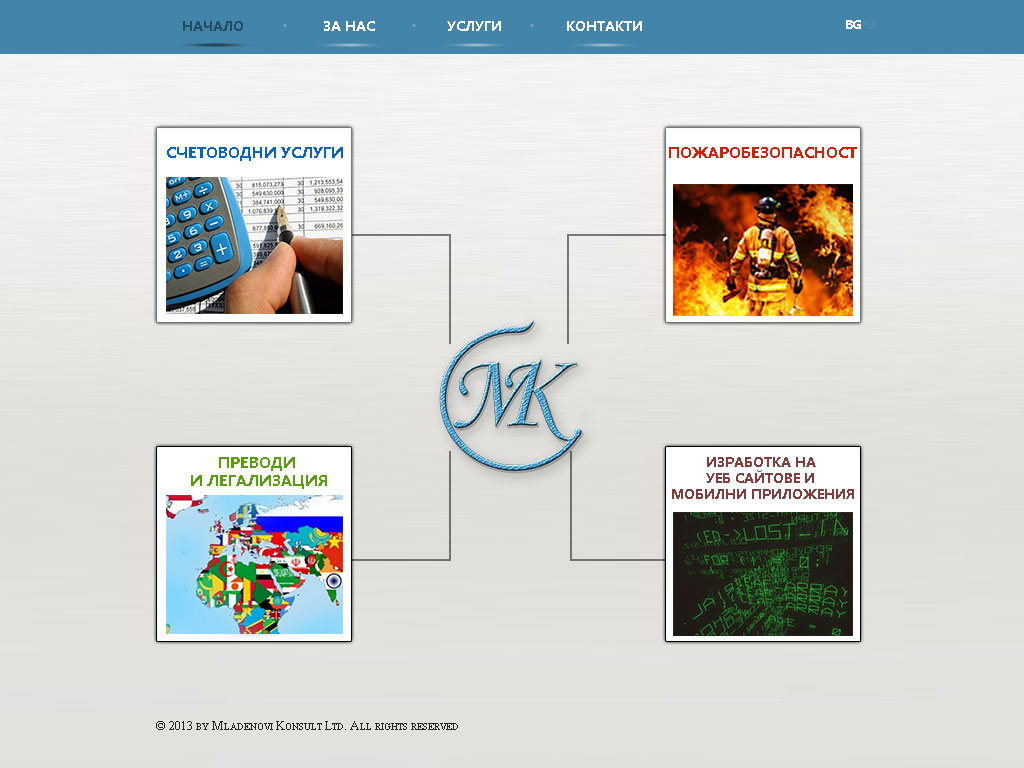 НАЧАЛО
ЗА НАС
УСЛУГИ
КОНТАКТИ
BG
СЧЕТОВОДНИ УСЛУГИ
ПОЖАРОБЕЗОПАСНОСТ
МК
ПРЕВОДИ
И ЛЕГАЛИЗАЦИЯ
ИЗРАБОТКА НА
УЕБ САЙТОВЕ И
МОБИЛНИ ПРИЛОЖЕНИЯ
© 2013 by Mladenovi Konsult Ltd. All rights reserved